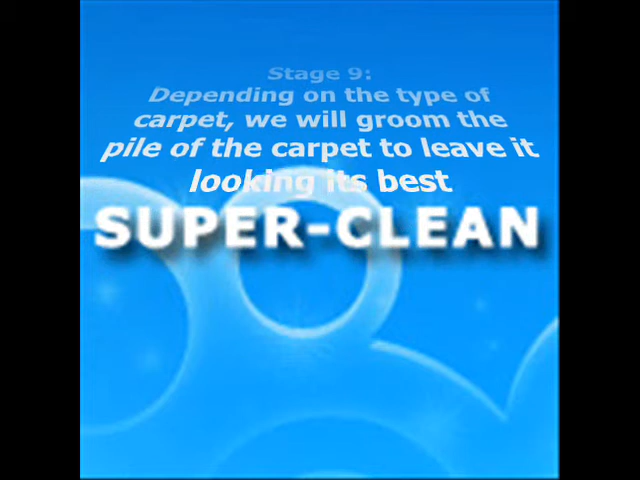 Stage 9:
Depending on the type of
carpet, we will groom the
pile of the carpet to leave it
looking its best
SUPER-CLEAN